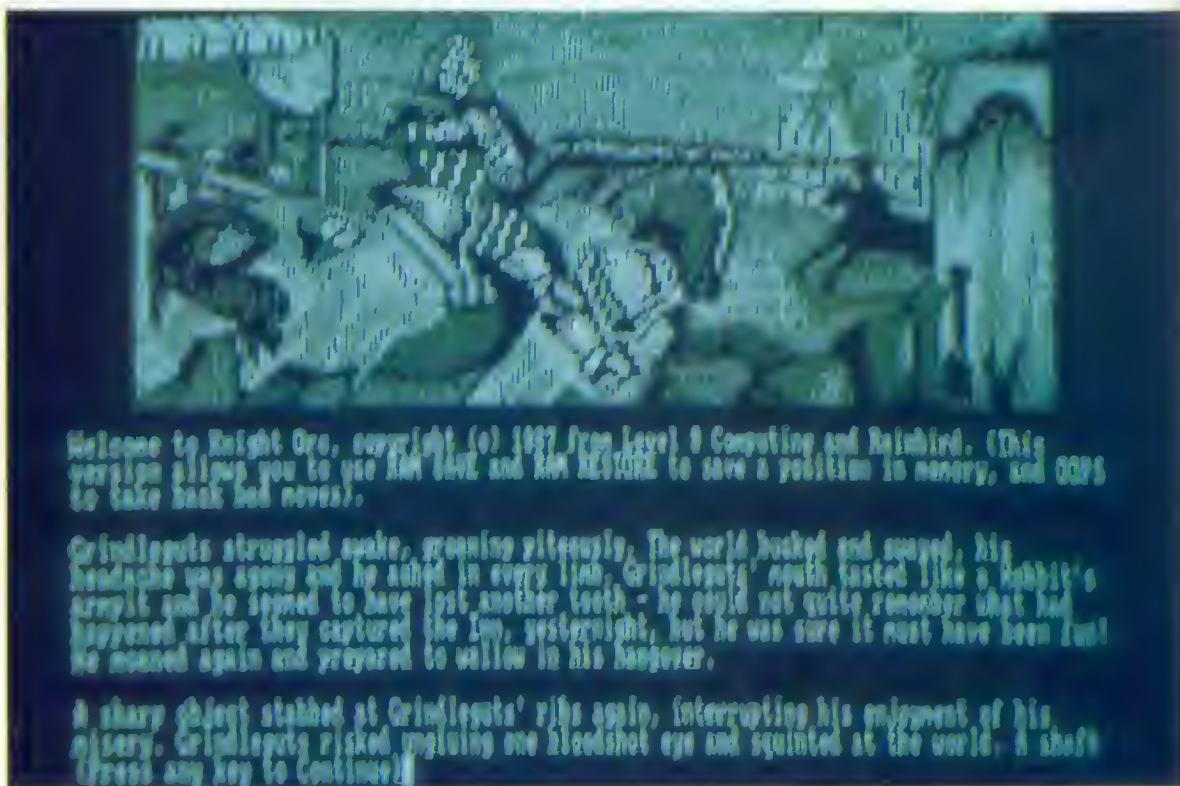 Welcome to Knight Orc, copyright (c) 1987 from Level 9 Computing and Rainbird. (This
version allows you to use RAM SAVE and RAM RESTORE to save a position in memory, and OOPS
to take back bad moves).
Grindleguts struggled awake, groaning piteously. The world bucked and swayed, his
headache was agony and he ached in every limb. Grindleguts' mouth tasted like a Hobbit's
armpit and he seemed to have lost another tooth - he could not quite remember what had
happened after they captured the Inn, yesternight, but he was sure it must have been fun!
He moaned again and prepared to wallow in his hangover.
A sharp object stabbed at Grindleguts' ribs again, interrupting his enjoyment of his
misery. Grindleguts risked opening one bloodshot eye and squinted at the world. A shaft
(Press any key to Continue)